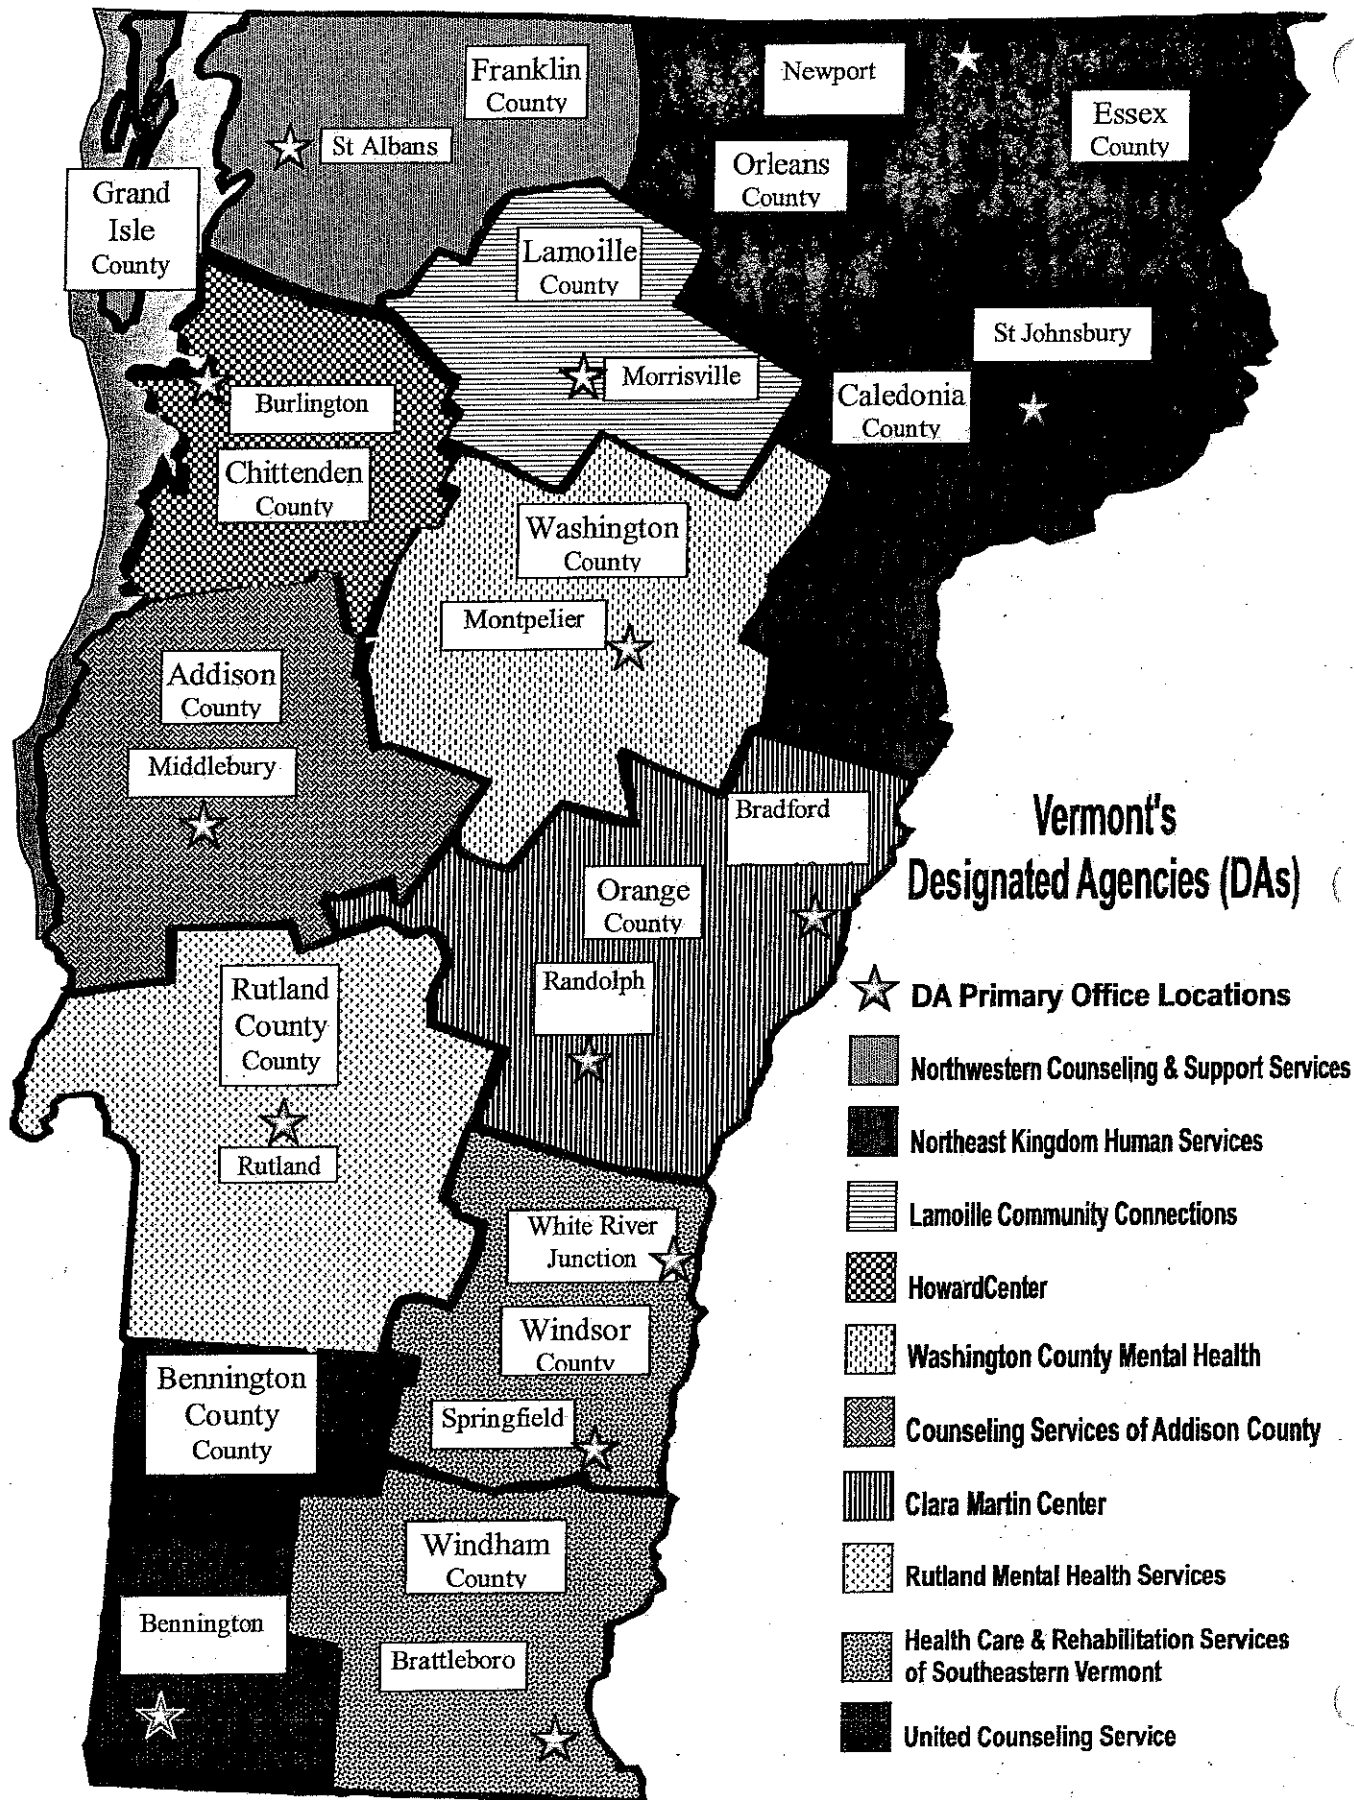 Franklin
County
Newport
Essex
County
St Albans
Orleans
County
Grand
Isle
County
Lamoille
County
St Johnsbury
Morrisville
Caledonia
County
Burlington
Chittenden
County
Washington
County
Montpelier
Addison
County
Middlebury
Bradford
Orange
County
Randolph
Rutland
County
County
Rutland
White River
Junction
Windsor
County
Bennington
County
County
Springfield
Windham
County
Bennington
Brattleboro
Vermont's
Designated Agencies (DAs)
DA Primary Office Locations
Northwestern Counseling & Support Services
Northeast Kingdom Human Services
Lamoille Community Connections
HowardCenter
Washington County Mental Health
Counseling Services of Addison County
Clara Martin Center
Rutland Mental Health Services
Health Care & Rehabilitation Services
of Southeastern Vermont
United Counseling Service